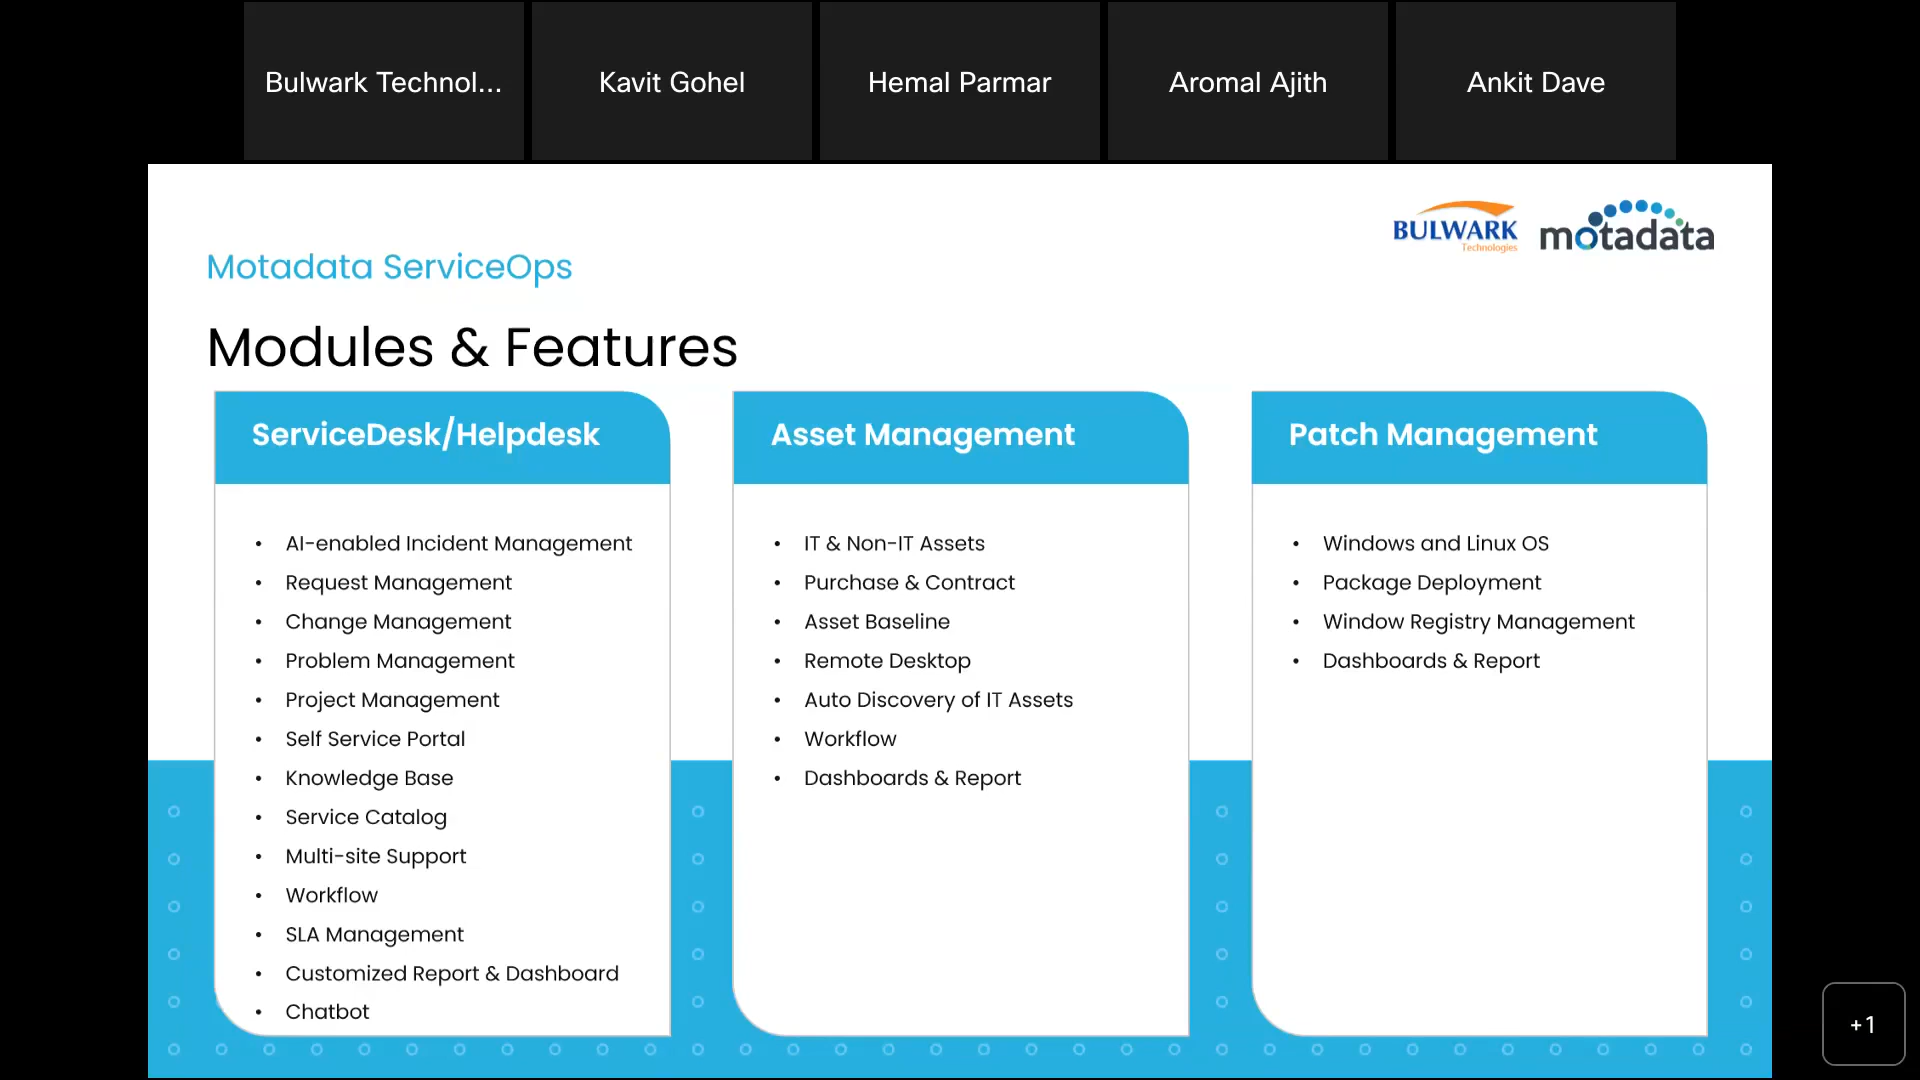 Bulwark Technol...
Kavit Gohel
Hemal Parmar
Aromal Ajith
Ankit Dave
BULWARK
Technologies
motadata
Motadata ServiceOps
Modules & Features
ServiceDesk/Helpdesk
• AI-enabled Incident Management
• Request Management
• Change Management
• Problem Management
• Project Management
• Self Service Portal
• Knowledge Base
• Service Catalog
• Multi-site Support
• Workflow
• SLA Management
• Customized Report & Dashboard
• Chatbot
Asset Management
• IT & Non-IT Assets
• Purchase & Contract
• Asset Baseline
• Remote Desktop
• Auto Discovery of IT Assets
• Workflow
• Dashboards & Report
Patch Management
• Windows and Linux OS
• Package Deployment
• Window Registry Management
• Dashboards & Report
+1